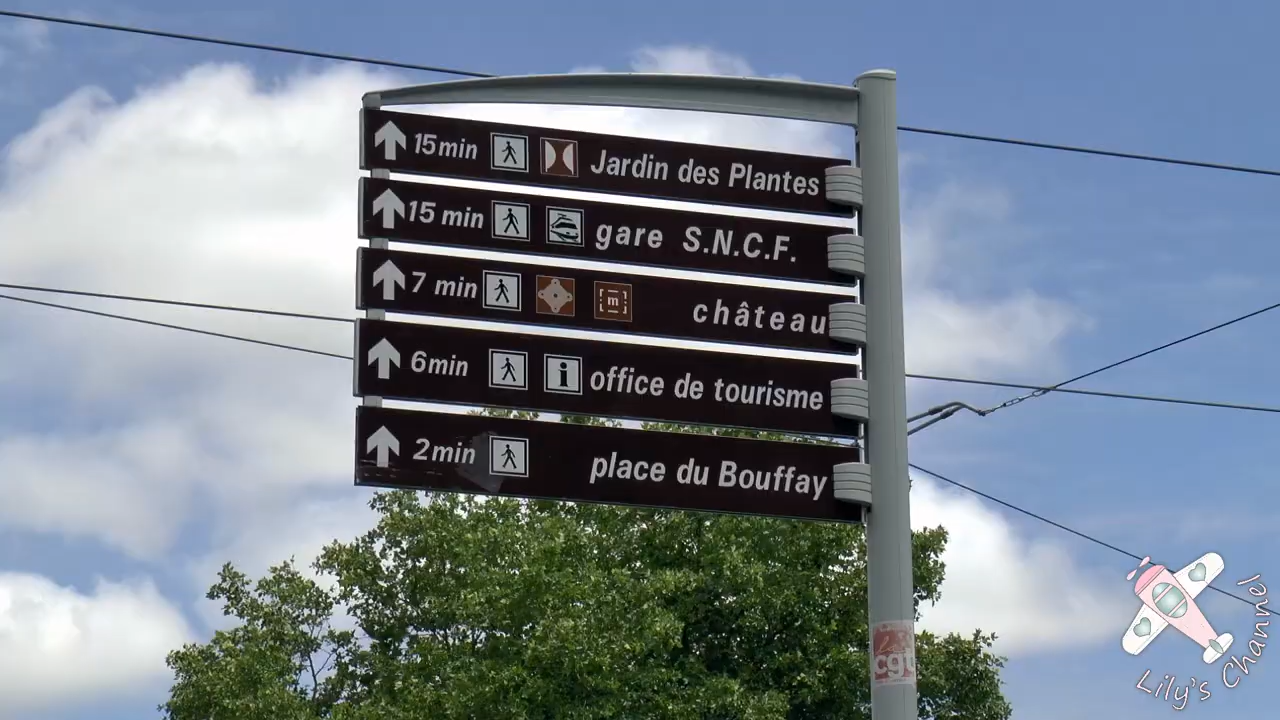 15min Jardin des Plantes
15 min gare S.N.C.F.
7 min m château
6min i office de tourisme
2min place du Bouffay
cgt
Lily's Channel